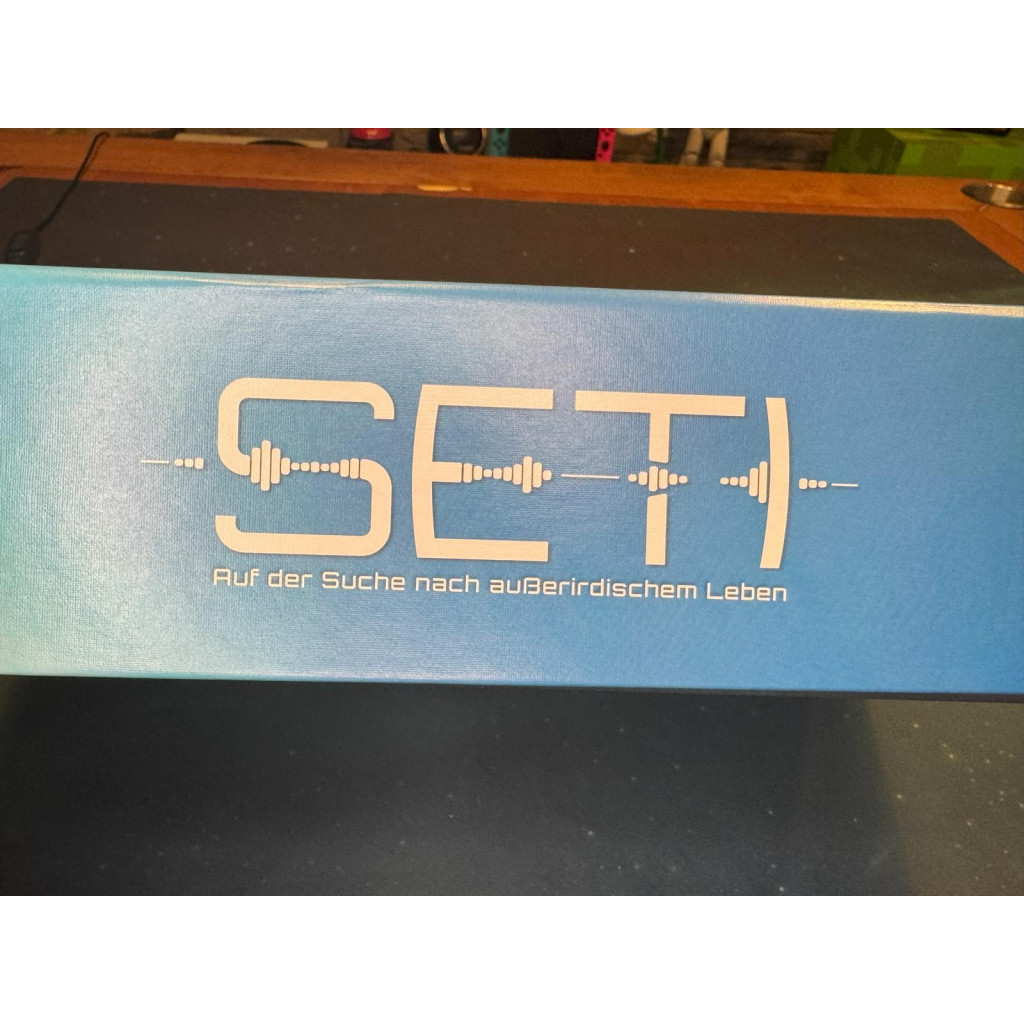 SETI
Auf der Suche nach außerirdischem Leben